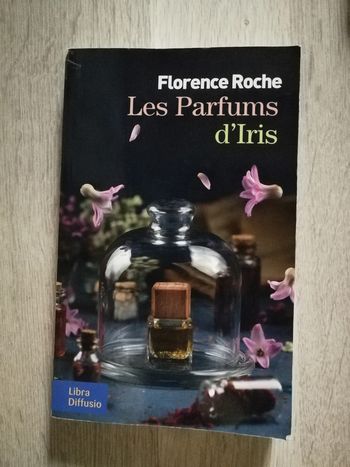 Florence Roche
Les Parfums
d'Iris
Libra
Diffusio